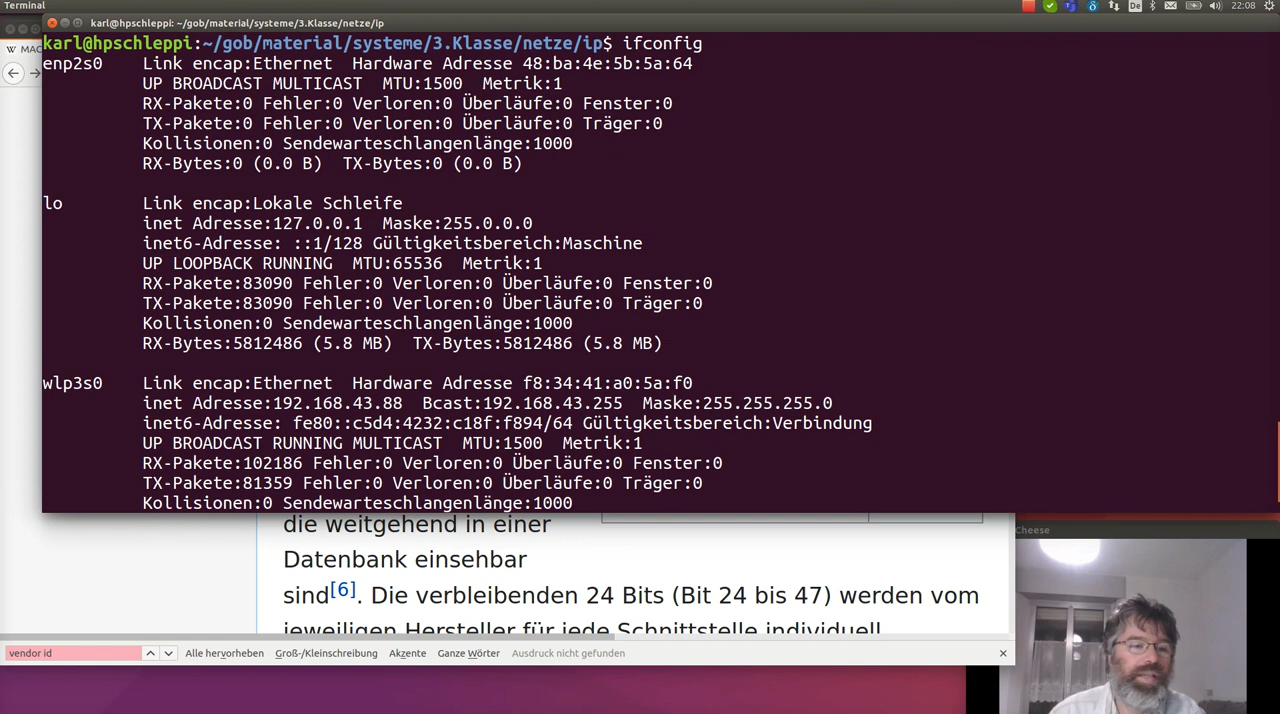 Terminal
De
22:08
karl@hpschleppi: ~/gob/material/systeme/3.Klasse/netze/ip
W MAC
karl@hpschleppi:~/gob/material/systeme/3.Klasse/netze/ip$ ifconfig
enp2s0 Link encap:Ethernet Hardware Adresse 48:ba:4e:5b:5a:64
UP BROADCAST MULTICAST MTU:1500 Metrik:1
RX-Pakete:0 Fehler:0 Verloren:0 Überläufe:0 Fenster:0
TX-Pakete:0 Fehler:0 Verloren:0 Überläufe:0 Träger:0
Kollisionen:0 Sendewarteschlangenlänge:1000
RX-Bytes:0 (0.0 B) TX-Bytes:0 (0.0 B)
lo Link encap:Lokale Schleife
inet Adresse:127.0.0.1 Maske:255.0.0.0
inet6-Adresse: ::1/128 Gültigkeitsbereich:Maschine
UP LOOPBACK RUNNING MTU:65536 Metrik:1
RX-Pakete:83090 Fehler:0 Verloren:0 Überläufe:0 Fenster:0
TX-Pakete:83090 Fehler:0 Verloren:0 Überläufe:0 Träger:0
Kollisionen:0 Sendewarteschlangenlänge:1000
RX-Bytes:5812486 (5.8 MB) TX-Bytes:5812486 (5.8 MB)
wlp3s0 Link encap:Ethernet Hardware Adresse f8:34:41:a0:5a:f0
inet Adresse:192.168.43.88 Bcast:192.168.43.255 Maske:255.255.255.0
inet6-Adresse: fe80::c5d4:4232:c18f:f894/64 Gültigkeitsbereich:Verbindung
UP BROADCAST RUNNING MULTICAST MTU:1500 Metrik:1
RX-Pakete:102186 Fehler:0 Verloren:0 Überläufe:0 Fenster:0
TX-Pakete:81359 Fehler:0 Verloren:0 Überläufe:0 Träger:0
Kollisionen:0 Sendewarteschlangenlänge:1000
die weitgehend in einer
Datenbank einsehbar
sind[6]. Die verbleibenden 24 Bits (Bit 24 bis 47) werden vom
jeweiligen Hersteller für jede Schnittstelle individuell
Cheese
vendor id Alle hervorheben Groß-/Kleinschreibung Akzente Ganze Wörter Ausdruck nicht gefunden